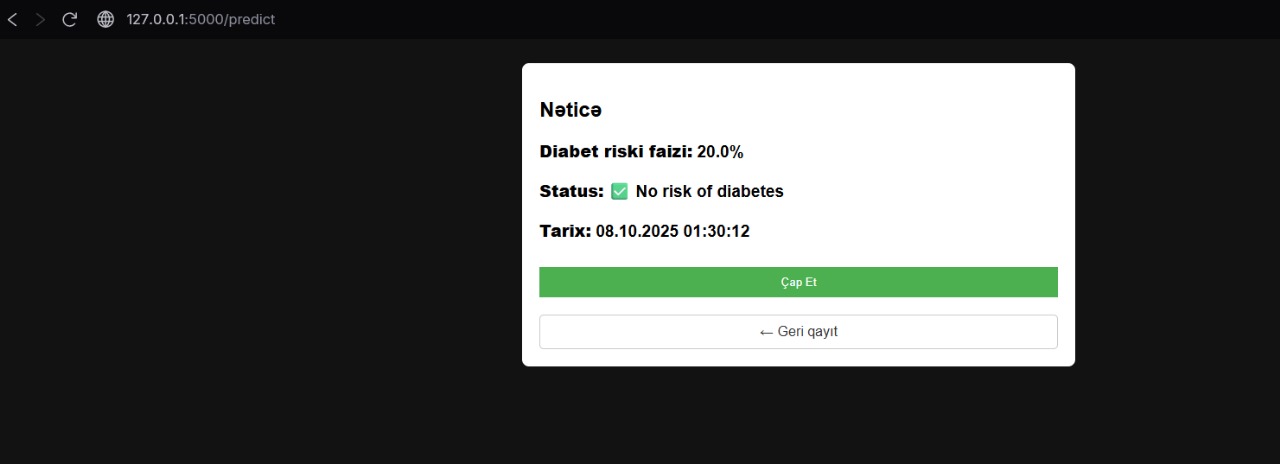 127.0.0.1:5000/predict
Nəticə
Diabet riski faizi: 20.0%
Status: ✅ No risk of diabetes
Tarix: 08.10.2025 01:30:12
Çap Et
← Geri qayıt